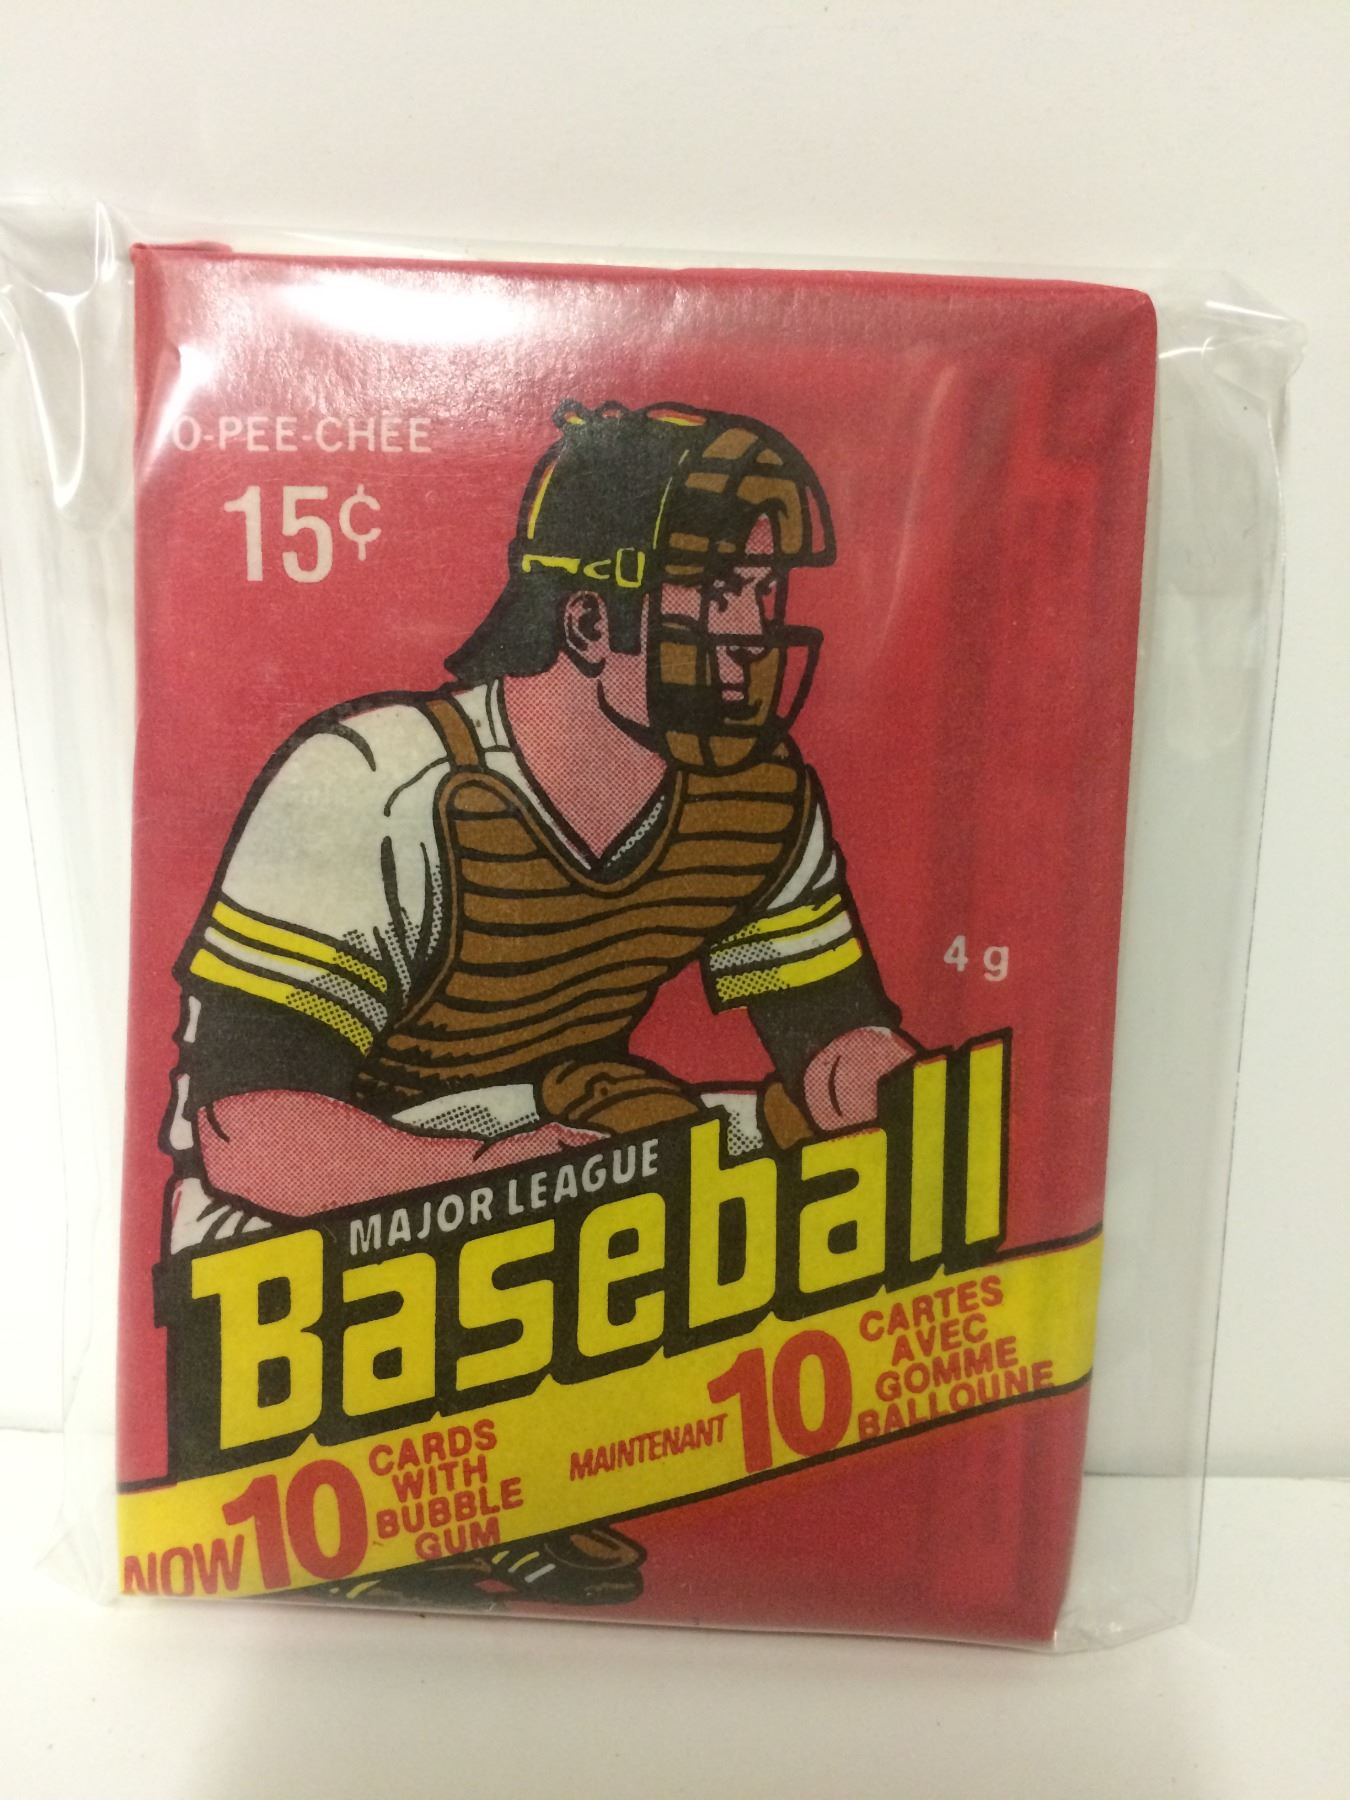 O-PEE-CHEE
15¢
4 g
MAJOR LEAGUE
Baseball
NOW 10 CARDS
WITH
BUBBLE
GUM
MAINTENANT 10 CARTES
AVEC
GOMME
BALLOUNE